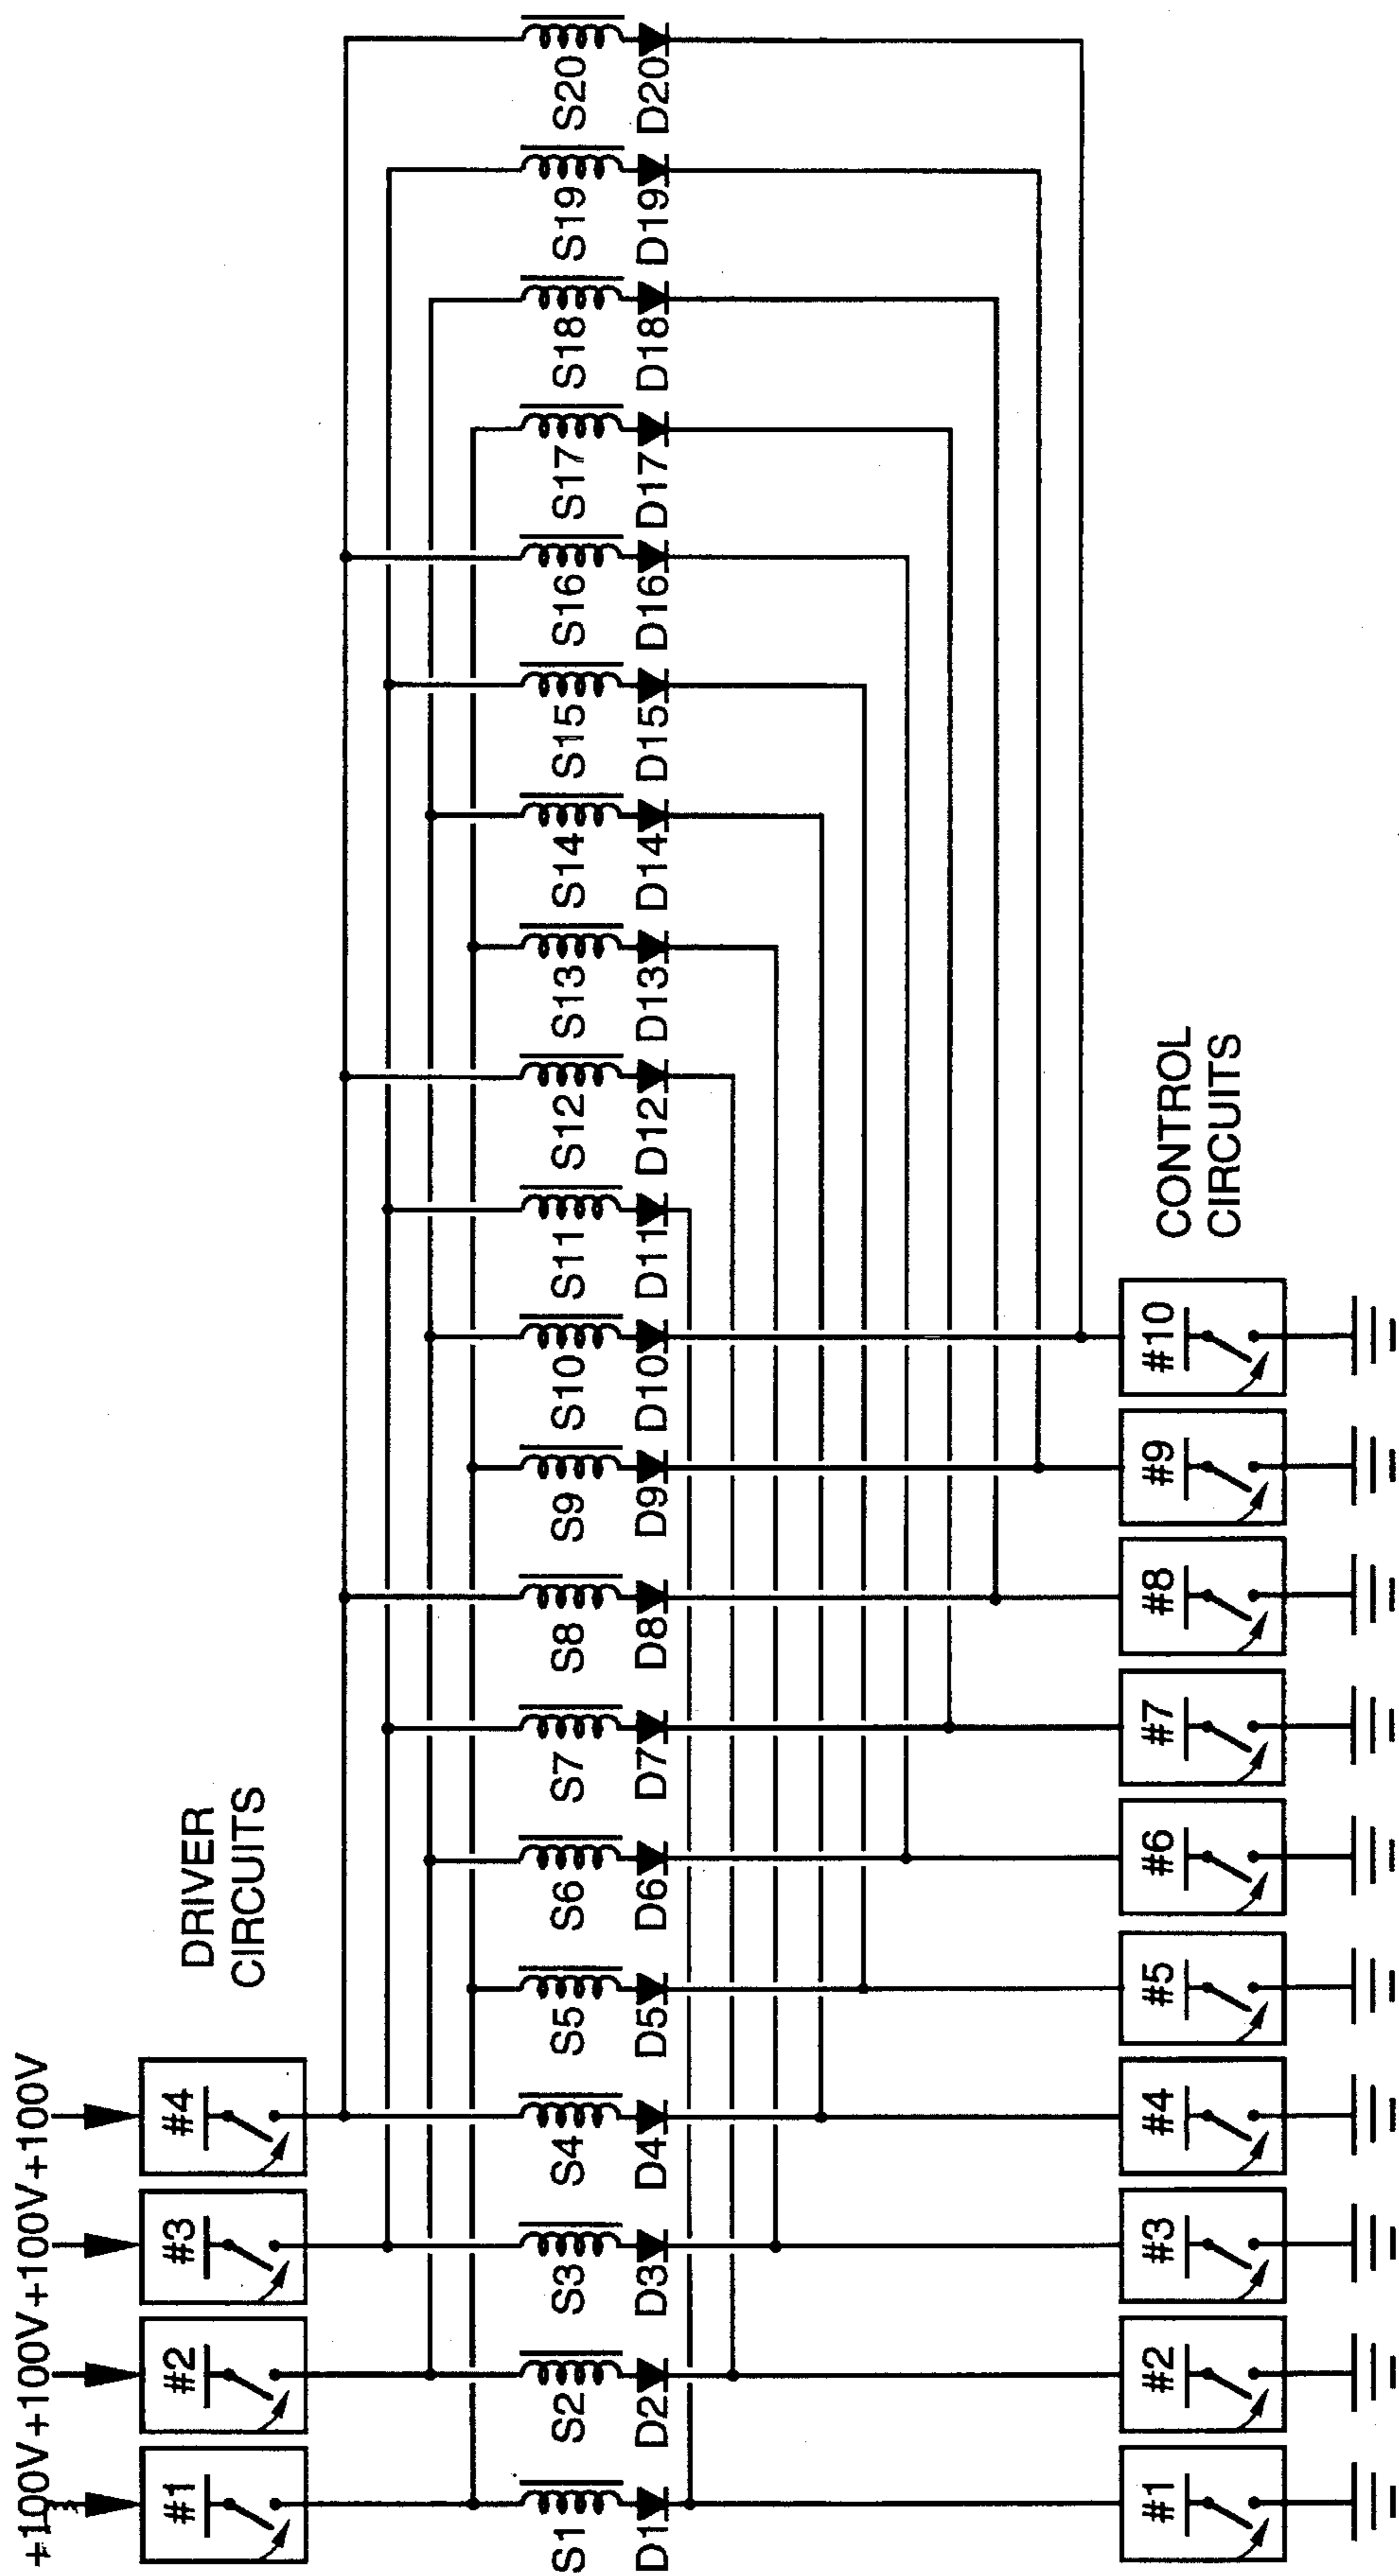 +100V +100V +100V +100V
#1 #2 #3 #4
DRIVER
CIRCUITS
S1 S2 S3 S4 S5 S6 S7 S8 S9 S10 S11 S12 S13 S14 S15 S16 S17 S18 S19 S20
D1 D2 D3 D4 D5 D6 D7 D8 D9 D10 D11 D12 D13 D14 D15 D16 D17 D18 D19 D20
#1 #2 #3 #4 #5 #6 #7 #8 #9 #10
CONTROL
CIRCUITS